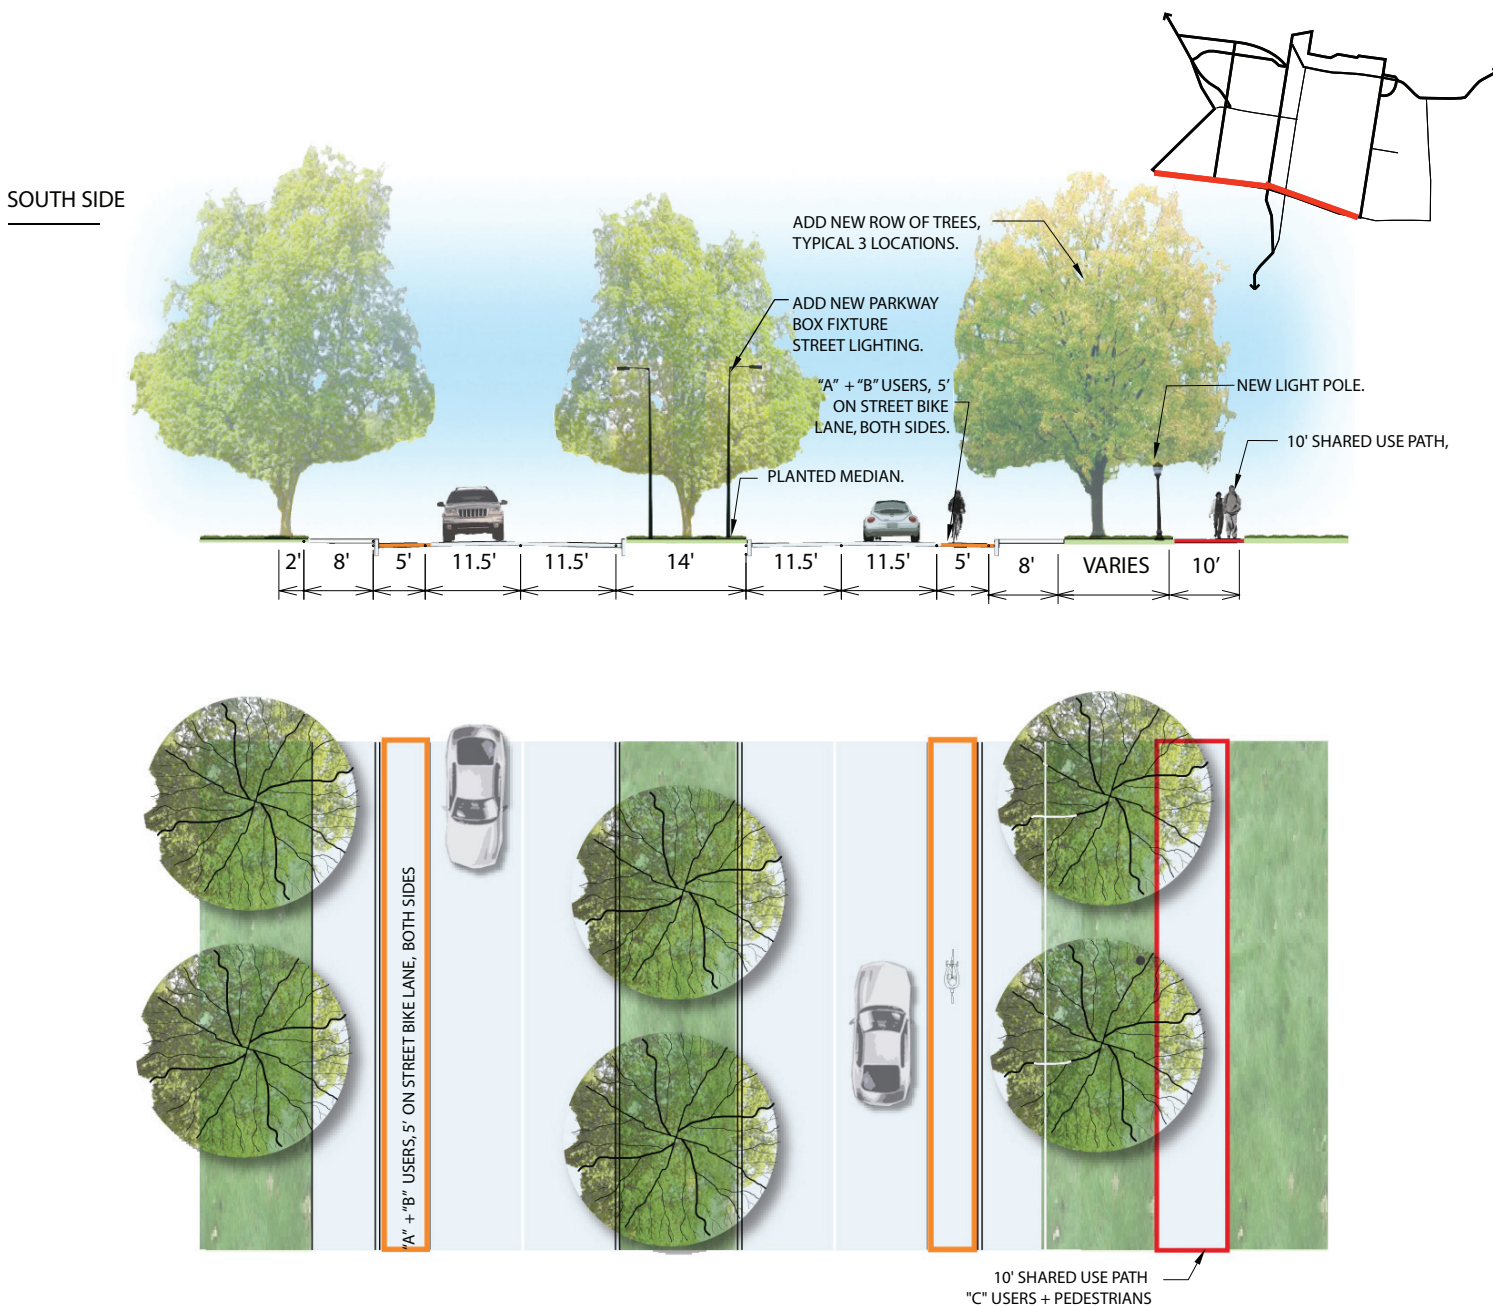 SOUTH SIDE
ADD NEW ROW OF TREES,
TYPICAL 3 LOCATIONS.
ADD NEW PARKWAY
BOX FIXTURE
STREET LIGHTING.
“A” + “B” USERS, 5’
ON STREET BIKE
LANE, BOTH SIDES.
NEW LIGHT POLE.
10' SHARED USE PATH,
PLANTED MEDIAN.
2' 8' 5' 11.5' 11.5' 14' 11.5' 11.5' 5' 8' VARIES 10’
“A” + “B” USERS, 5’ ON STREET BIKE LANE, BOTH SIDES
10' SHARED USE PATH
"C" USERS + PEDESTRIANS